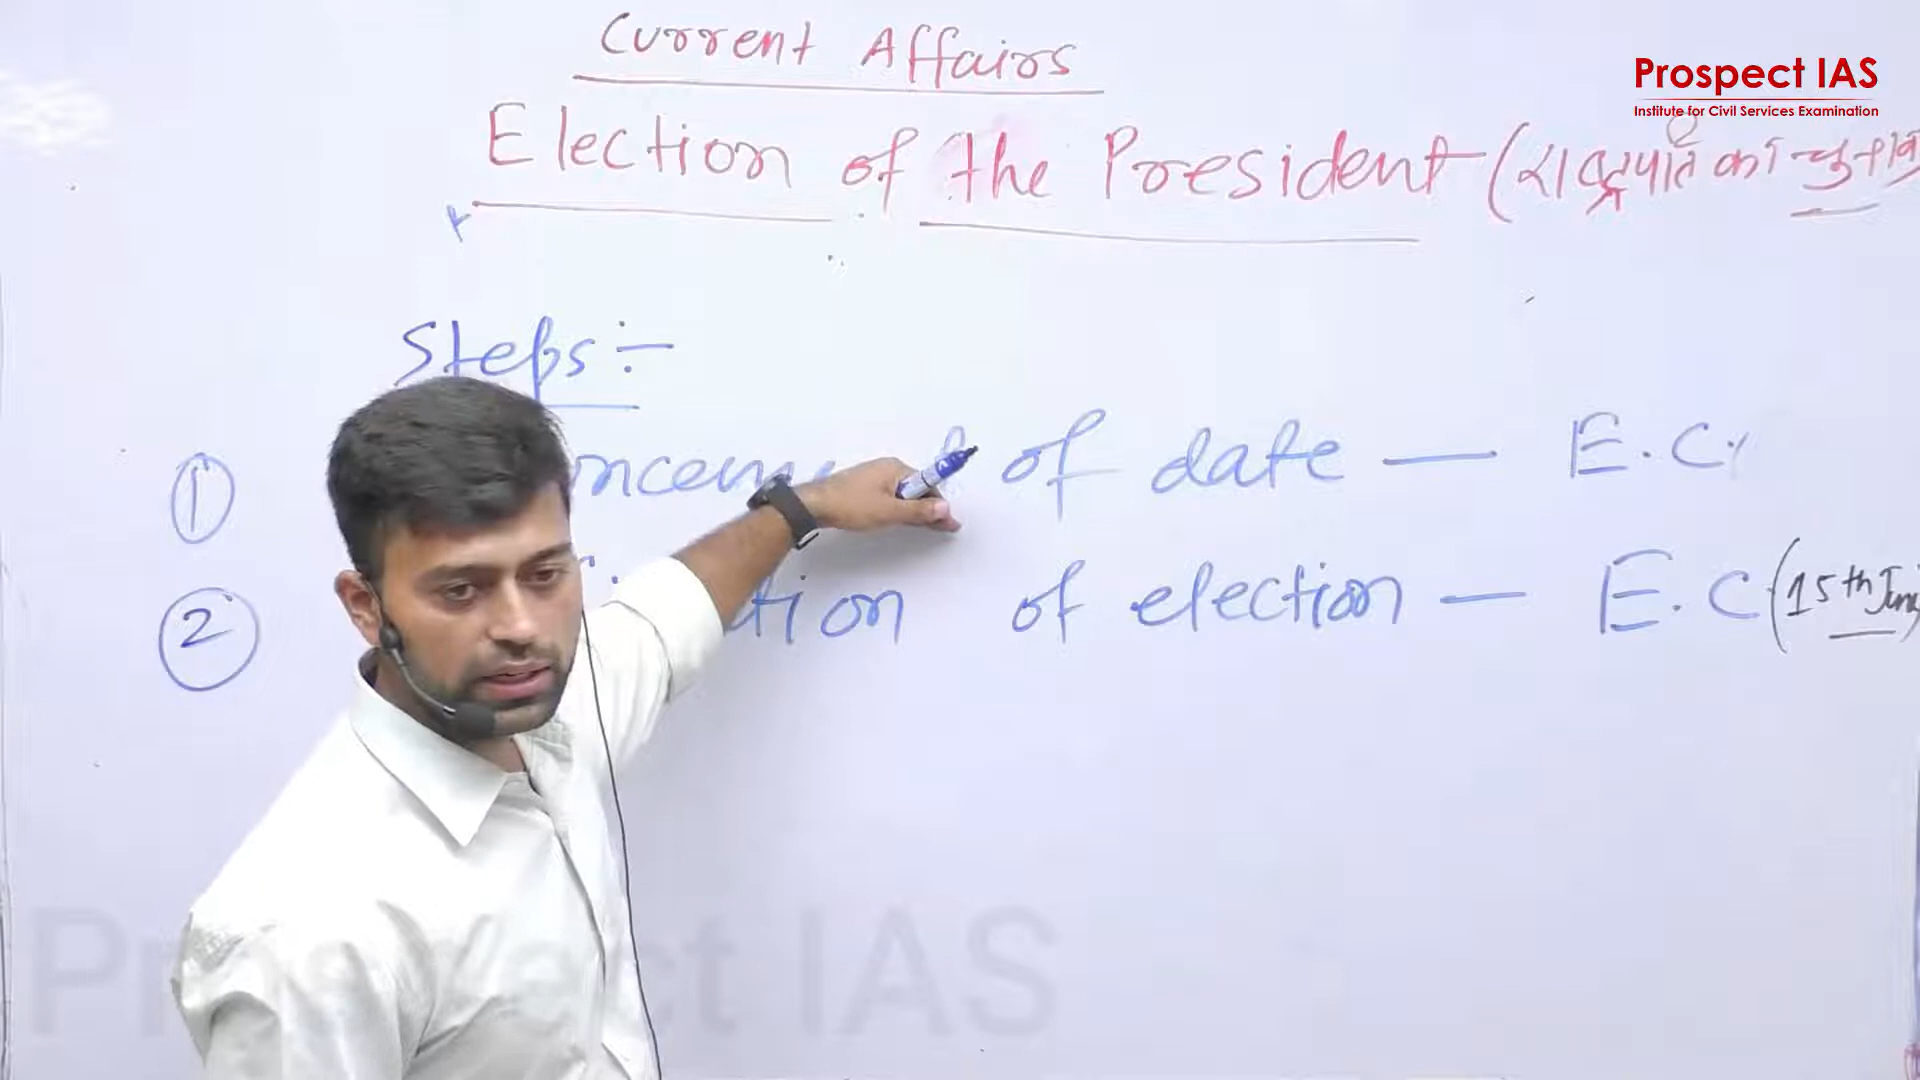 Current Affairs
Prospect IAS
Institute for Civil Services Examination
Election of the President (राष्ट्रपति का चुनाव
Steps :-
① of date — E.C.
② of election — E.C (15th June)
Prospect IAS